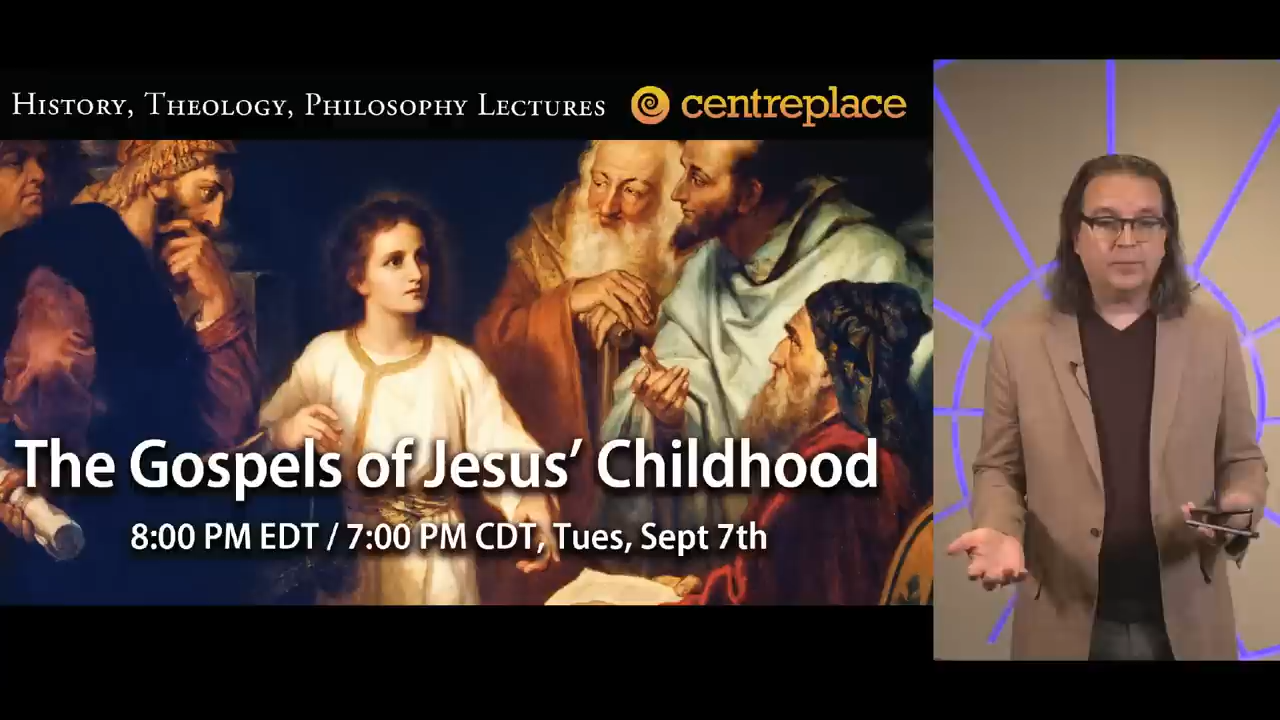 History, Theology, Philosophy Lectures centreplace
The Gospels of Jesus’ Childhood
8:00 PM EDT / 7:00 PM CDT, Tues, Sept 7th